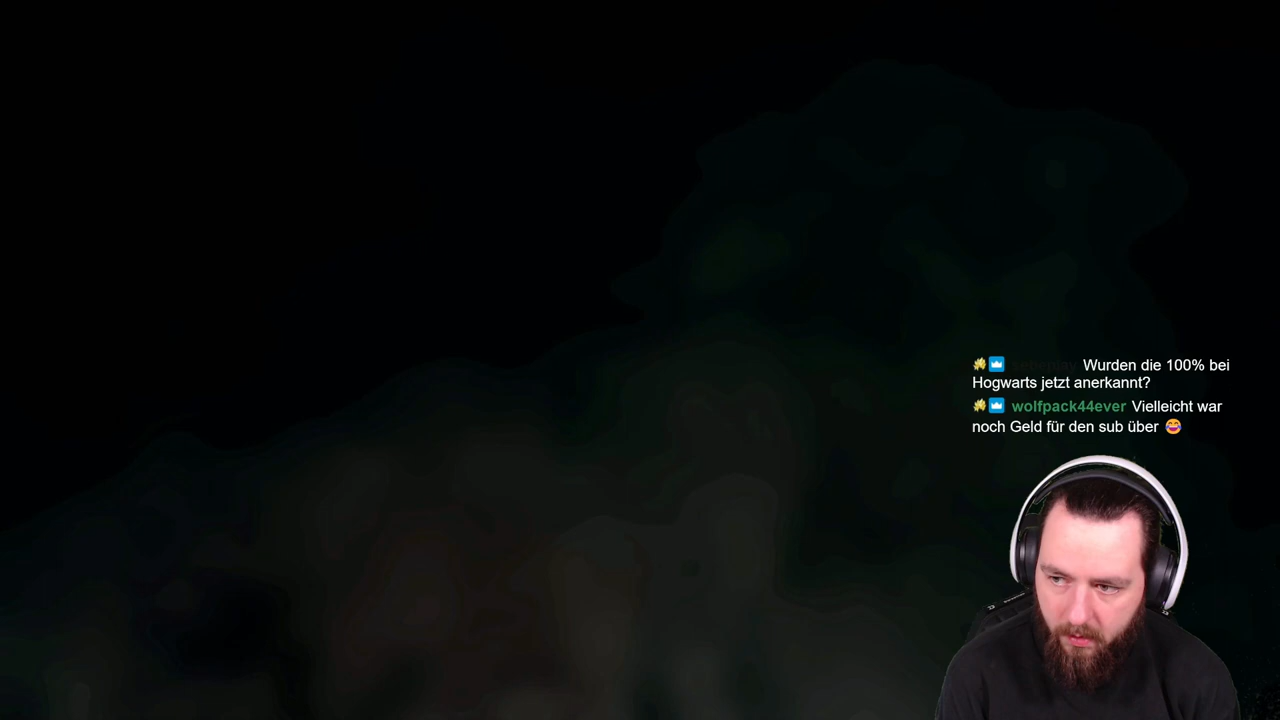 Wurden die 100% bei
Hogwarts jetzt anerkannt?
wolfpack44ever Vielleicht war
noch Geld für den sub über 😂